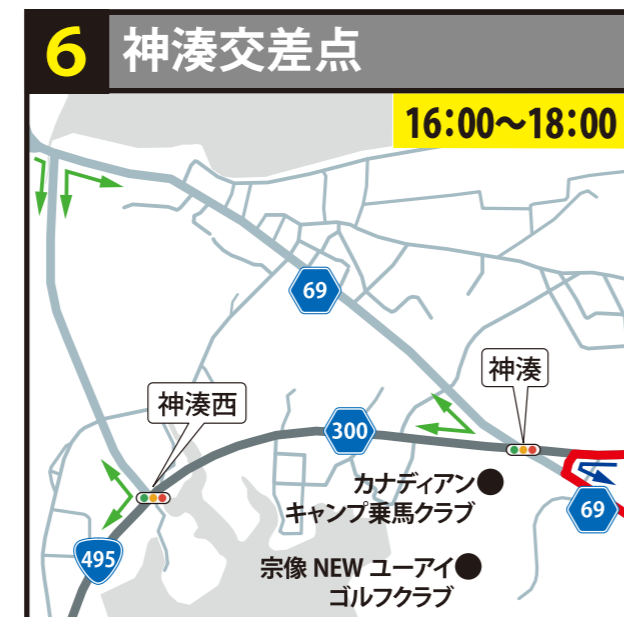 6 神湊交差点
16:00～18:00
69
神湊
神湊西
300
カナディアン
キャンプ乗馬クラブ
69
495
宗像 NEW ユーアイ
ゴルフクラブ